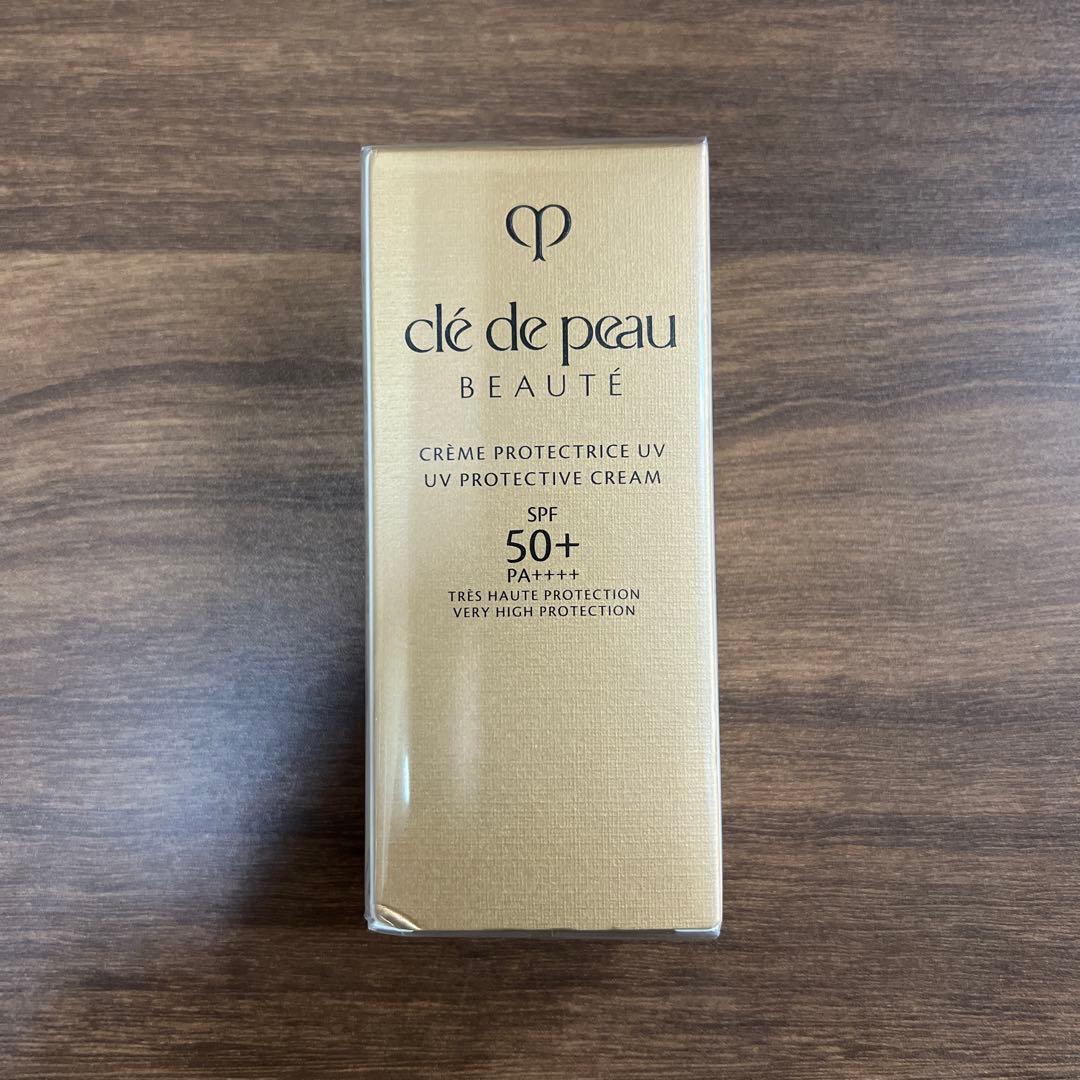 clé de peau
BEAUTÉ
CRÈME PROTECTRICE UV
UV PROTECTIVE CREAM
SPF
50+
PA++++
TRÈS HAUTE PROTECTION
VERY HIGH PROTECTION